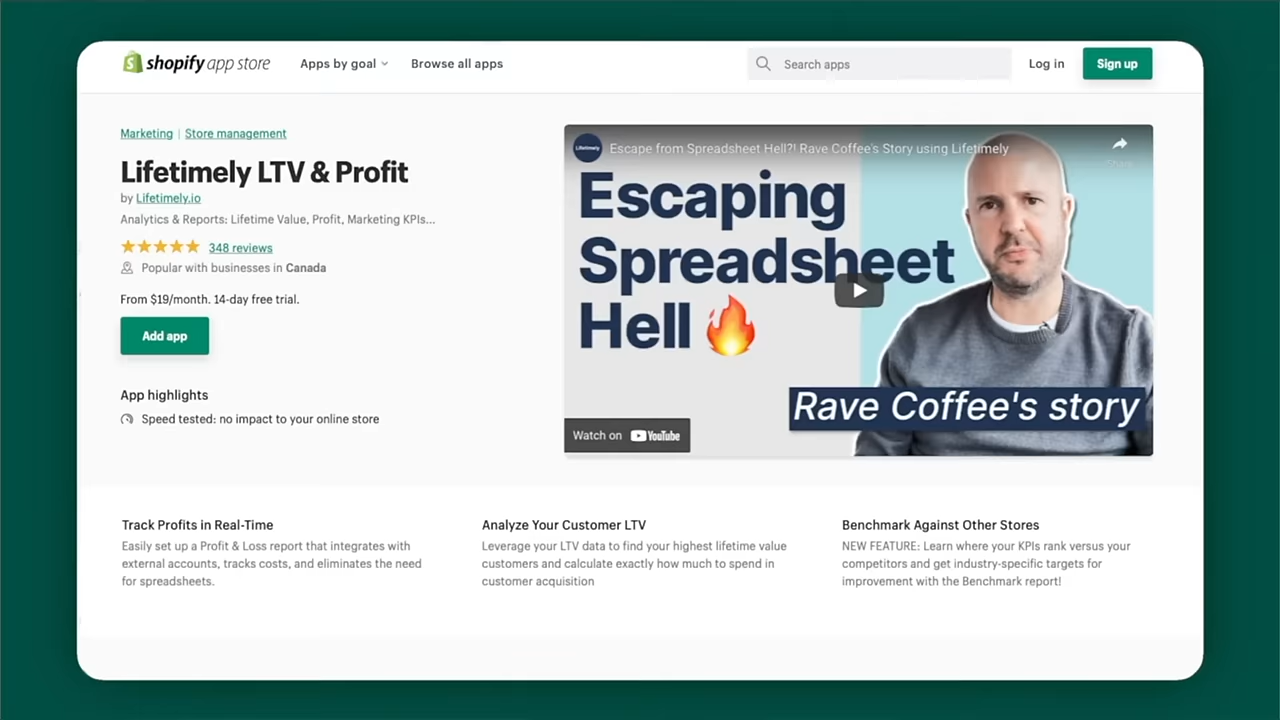 shopify app store
Apps by goal
Browse all apps
Search apps
Log in
Sign up
Marketing | Store management
Lifetimely LTV & Profit
by Lifetimely.io
Analytics & Reports: Lifetime Value, Profit, Marketing KPIs...
348 reviews
Popular with businesses in Canada
From $19/month. 14-day free trial.
Add app
App highlights
Speed tested: no impact to your online store
Lifetimely
Escape from Spreadsheet Hell?! Rave Coffee's Story using Lifetimely
Share
Escaping
Spreadsheet
Hell
Rave Coffee's story
Watch on YouTube
Track Profits in Real-Time
Easily set up a Profit & Loss report that integrates with
external accounts, tracks costs, and eliminates the need
for spreadsheets.
Analyze Your Customer LTV
Leverage your LTV data to find your highest lifetime value
customers and calculate exactly how much to spend in
customer acquisition
Benchmark Against Other Stores
NEW FEATURE: Learn where your KPIs rank versus your
competitors and get industry-specific targets for
improvement with the Benchmark report!